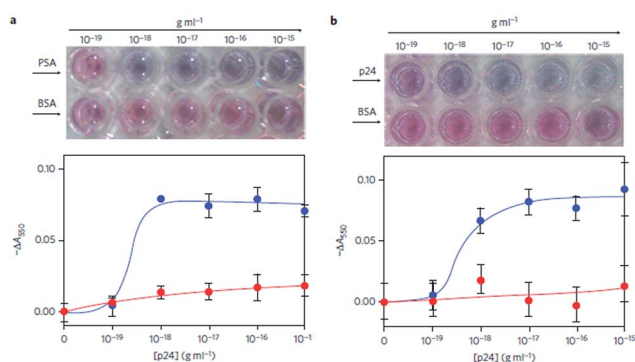 a
g ml⁻¹
10⁻¹⁹ 10⁻¹⁸ 10⁻¹⁷ 10⁻¹⁶ 10⁻¹⁵
PSA
BSA
0.10
0.05
0.00
−ΔA₅₅₀
0 10⁻¹⁹ 10⁻¹⁸ 10⁻¹⁷ 10⁻¹⁶ 10⁻¹
[p24] (g ml⁻¹)
b
g ml⁻¹
10⁻¹⁹ 10⁻¹⁸ 10⁻¹⁷ 10⁻¹⁶ 10⁻¹⁵
p24
BSA
0.10
0.05
0.00
−ΔA₅₅₀
0 10⁻¹⁹ 10⁻¹⁸ 10⁻¹⁷ 10⁻¹⁶ 10⁻¹⁵
[p24] (g ml⁻¹)